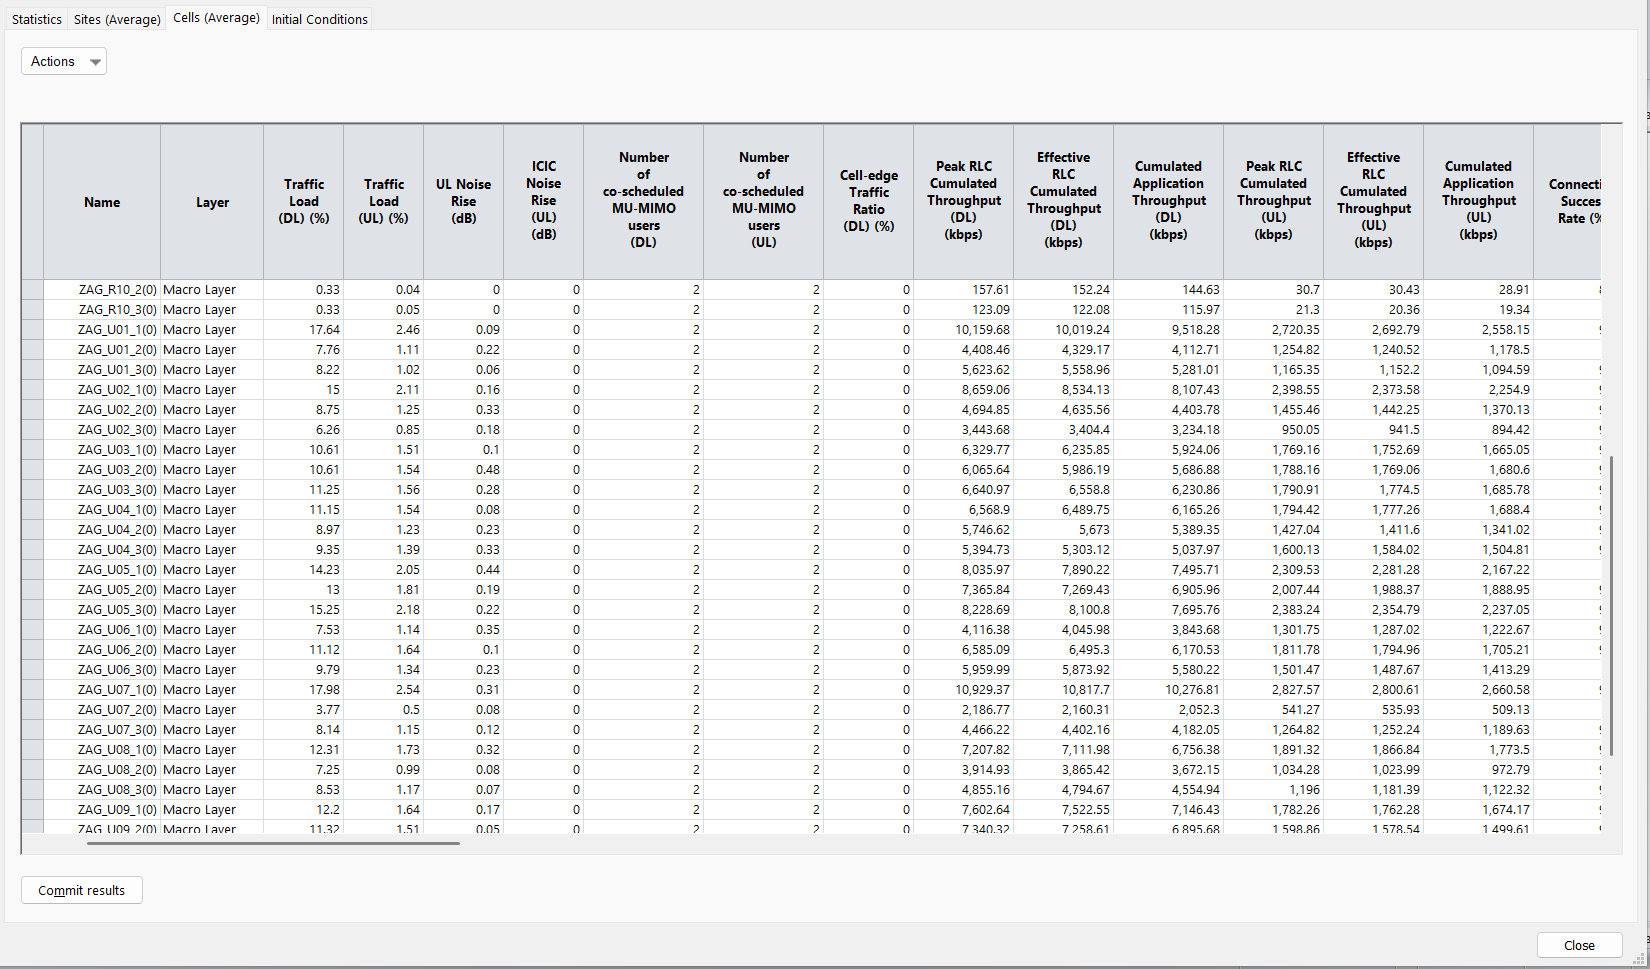 Statistics Sites (Average) Cells (Average) Initial Conditions
Actions
Name Layer Traffic Load (DL) (%) Traffic Load (UL) (%) UL Noise Rise (dB) ICIC Noise Rise (UL) (dB) Number of co-scheduled MU-MIMO users (DL) Number of co-scheduled MU-MIMO users (UL) Cell-edge Traffic Ratio (DL) (%) Peak RLC Cumulated Throughput (DL) (kbps) Effective RLC Cumulated Throughput (DL) (kbps) Cumulated Application Throughput (DL) (kbps) Peak RLC Cumulated Throughput (UL) (kbps) Effective RLC Cumulated Throughput (UL) (kbps) Cumulated Application Throughput (UL) (kbps) Connecti Succes Rate (%
ZAG_R10_2(0) Macro Layer 0.33 0.04 0 0 2 2 0 157.61 152.24 144.63 30.7 30.43 28.91
ZAG_R10_3(0) Macro Layer 0.33 0.05 0 0 2 2 0 123.09 122.08 115.97 21.3 20.36 19.34
ZAG_U01_1(0) Macro Layer 17.64 2.46 0.09 0 2 2 0 10,159.68 10,019.24 9,518.28 2,720.35 2,692.79 2,558.15
ZAG_U01_2(0) Macro Layer 7.76 1.11 0.22 0 2 2 0 4,408.46 4,329.17 4,112.71 1,254.82 1,240.52 1,178.5
ZAG_U01_3(0) Macro Layer 8.22 1.02 0.06 0 2 2 0 5,623.62 5,558.96 5,281.01 1,165.35 1,152.2 1,094.59
ZAG_U02_1(0) Macro Layer 15 2.11 0.16 0 2 2 0 8,659.06 8,534.13 8,107.43 2,398.55 2,373.58 2,254.9
ZAG_U02_2(0) Macro Layer 8.75 1.25 0.33 0 2 2 0 4,694.85 4,635.56 4,403.78 1,455.46 1,442.25 1,370.13
ZAG_U02_3(0) Macro Layer 6.26 0.85 0.18 0 2 2 0 3,443.68 3,404.4 3,234.18 950.05 941.5 894.42
ZAG_U03_1(0) Macro Layer 10.61 1.51 0.1 0 2 2 0 6,329.77 6,235.85 5,924.06 1,769.16 1,752.69 1,665.05
ZAG_U03_2(0) Macro Layer 10.61 1.54 0.48 0 2 2 0 6,065.64 5,986.19 5,686.88 1,788.16 1,769.06 1,680.6
ZAG_U03_3(0) Macro Layer 11.25 1.56 0.28 0 2 2 0 6,640.97 6,558.8 6,230.86 1,790.91 1,774.5 1,685.78
ZAG_U04_1(0) Macro Layer 11.15 1.54 0.08 0 2 2 0 6,568.9 6,489.75 6,165.26 1,794.42 1,777.26 1,688.4
ZAG_U04_2(0) Macro Layer 8.97 1.23 0.23 0 2 2 0 5,746.62 5,673 5,389.35 1,427.04 1,411.6 1,341.02
ZAG_U04_3(0) Macro Layer 9.35 1.39 0.33 0 2 2 0 5,394.73 5,303.12 5,037.97 1,600.13 1,584.02 1,504.81
ZAG_U05_1(0) Macro Layer 14.23 2.05 0.44 0 2 2 0 8,035.97 7,890.22 7,495.71 2,309.53 2,281.28 2,167.22
ZAG_U05_2(0) Macro Layer 13 1.81 0.19 0 2 2 0 7,365.84 7,269.43 6,905.96 2,007.44 1,988.37 1,888.95
ZAG_U05_3(0) Macro Layer 15.25 2.18 0.22 0 2 2 0 8,228.69 8,100.8 7,695.76 2,383.24 2,354.79 2,237.05
ZAG_U06_1(0) Macro Layer 7.53 1.14 0.35 0 2 2 0 4,116.38 4,045.98 3,843.68 1,301.75 1,287.02 1,222.67
ZAG_U06_2(0) Macro Layer 11.12 1.64 0.1 0 2 2 0 6,585.09 6,495.3 6,170.53 1,811.78 1,794.96 1,705.21
ZAG_U06_3(0) Macro Layer 9.79 1.34 0.23 0 2 2 0 5,959.99 5,873.92 5,580.22 1,501.47 1,487.67 1,413.29
ZAG_U07_1(0) Macro Layer 17.98 2.54 0.31 0 2 2 0 10,929.37 10,817.7 10,276.81 2,827.57 2,800.61 2,660.58
ZAG_U07_2(0) Macro Layer 3.77 0.5 0.08 0 2 2 0 2,186.77 2,160.31 2,052.3 541.27 535.93 509.13
ZAG_U07_3(0) Macro Layer 8.14 1.15 0.12 0 2 2 0 4,466.22 4,402.16 4,182.05 1,264.82 1,252.24 1,189.63
ZAG_U08_1(0) Macro Layer 12.31 1.73 0.32 0 2 2 0 7,207.82 7,111.98 6,756.38 1,891.32 1,866.84 1,773.5
ZAG_U08_2(0) Macro Layer 7.25 0.99 0.08 0 2 2 0 3,914.93 3,865.42 3,672.15 1,034.28 1,023.99 972.79
ZAG_U08_3(0) Macro Layer 8.53 1.17 0.07 0 2 2 0 4,855.16 4,794.67 4,554.94 1,196 1,181.39 1,122.32
ZAG_U09_1(0) Macro Layer 12.2 1.64 0.17 0 2 2 0 7,602.64 7,522.55 7,146.43 1,782.26 1,762.28 1,674.17
ZAG_U09_2(0) Macro Layer 11.32 1.51 0.05 0 2 2 0 7,340.32 7,258.61 6,895.68 1,598.86 1,578.54 1,499.61
Commit results
Close